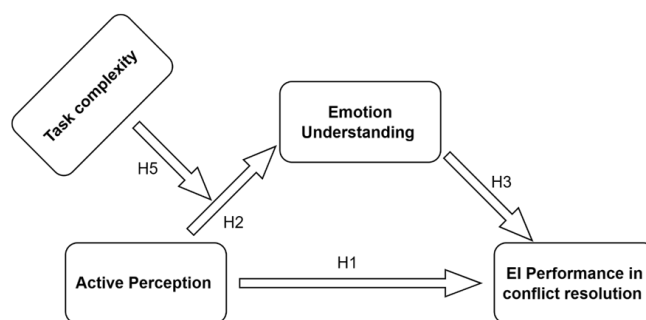 Task complexity
Emotion
Understanding
H5
H2
H3
H1
Active Perception
EI Performance in
conflict resolution